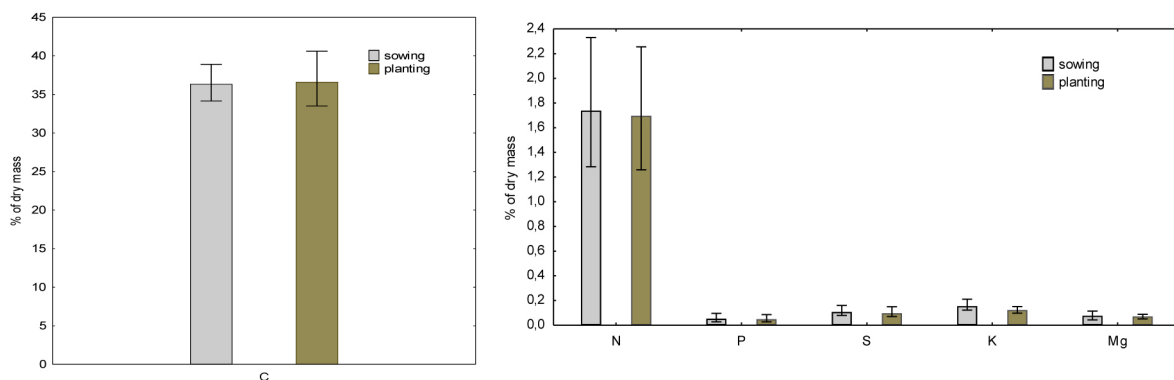 45
40
35
30
25
20
15
10
5
0
% of dry mass
sowing
planting
C
2,4
2,2
2,0
1,8
1,6
1,4
1,2
1,0
0,8
0,6
0,4
0,2
0,0
% of dry mass
sowing
planting
N P S K Mg